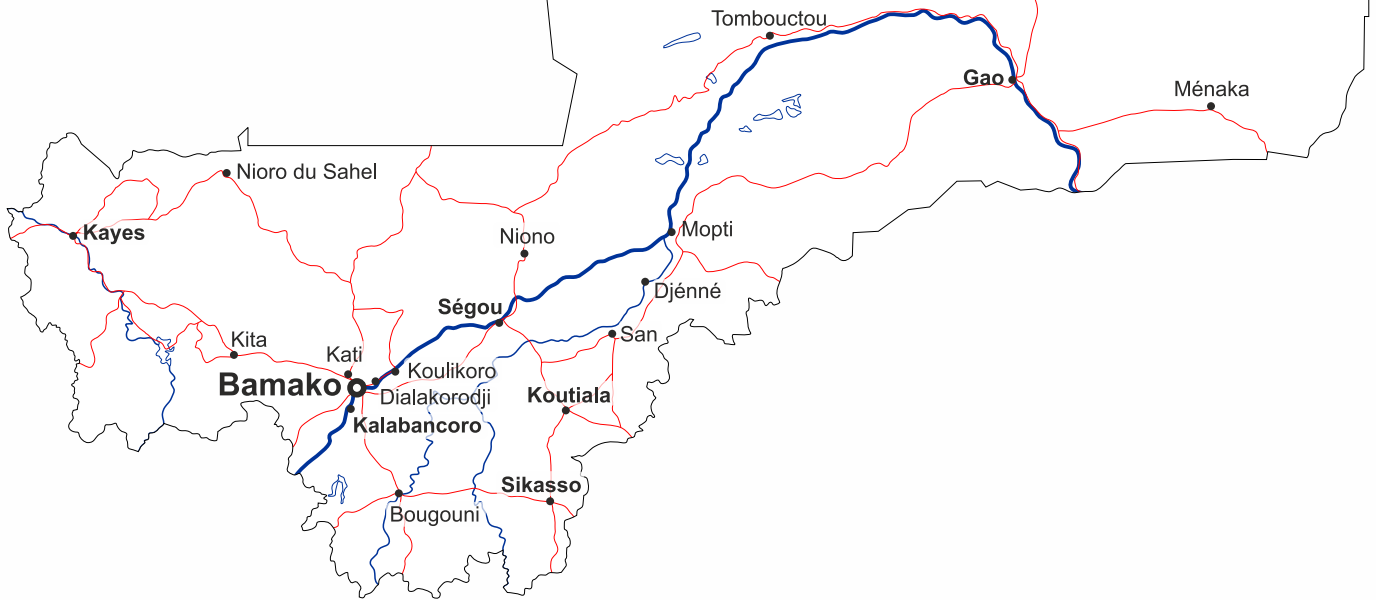 Tombouctou
Gao
Ménaka
Nioro du Sahel
Kayes
Niono
Mopti
Djénné
Ségou
San
Kita
Kati
Koulikoro
Bamako
Dialakorodji
Koutiala
Kalabancoro
Sikasso
Bougouni